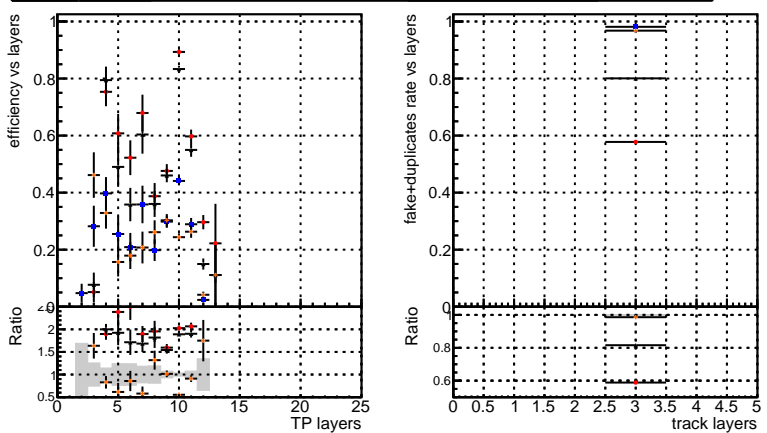 efficiency vs layers
1
0.8
0.6
0.4
0.2
0
Ratio
2
1.5
1
0.5
0 5 10 15 20 25
TP layers
fake+duplicates rate vs layers
1
0.8
0.6
0.4
0.2
0
Ratio
0.8
0.6
0 0.5 1 1.5 2 2.5 3 3.5 4 4.5 5
track layers